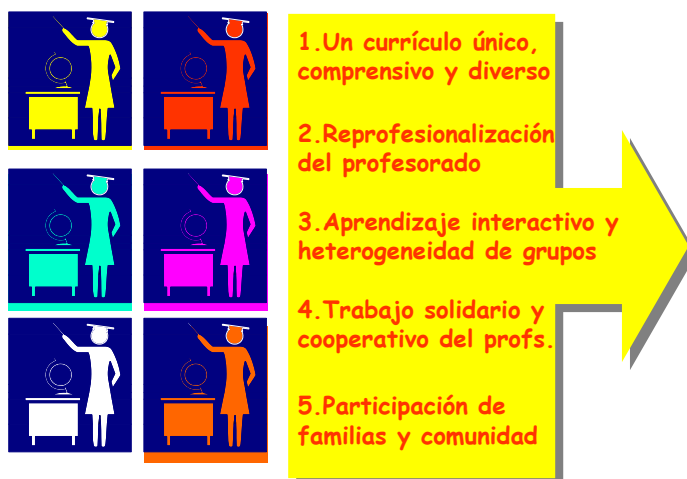 1.Un currículo único,
comprensivo y diverso
2.Reprofesionalización
del profesorado
3.Aprendizaje interactivo y
heterogeneidad de grupos
4.Trabajo solidario y
cooperativo del profs.
5.Participación de
familias y comunidad